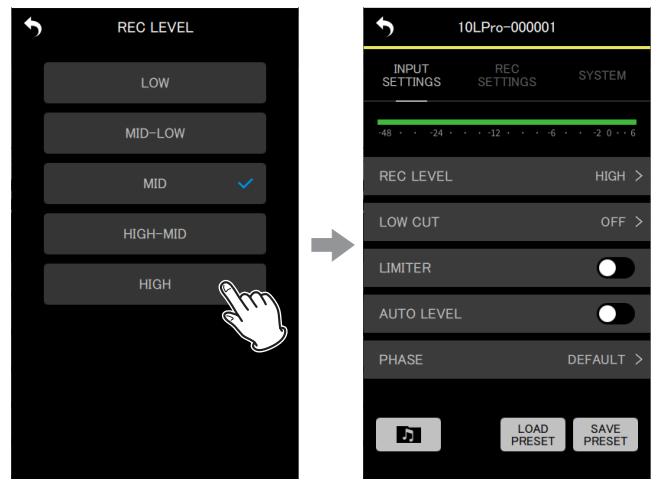 REC LEVEL
LOW
MID-LOW
MID
HIGH-MID
HIGH
10LPro-000001
INPUT
SETTINGS
REC
SETTINGS
SYSTEM
-48 · · -24 · · · -12 · · · -6 · · -2 0 · · 6
REC LEVEL HIGH >
LOW CUT OFF >
LIMITER
AUTO LEVEL
PHASE DEFAULT >
LOAD
PRESET
SAVE
PRESET